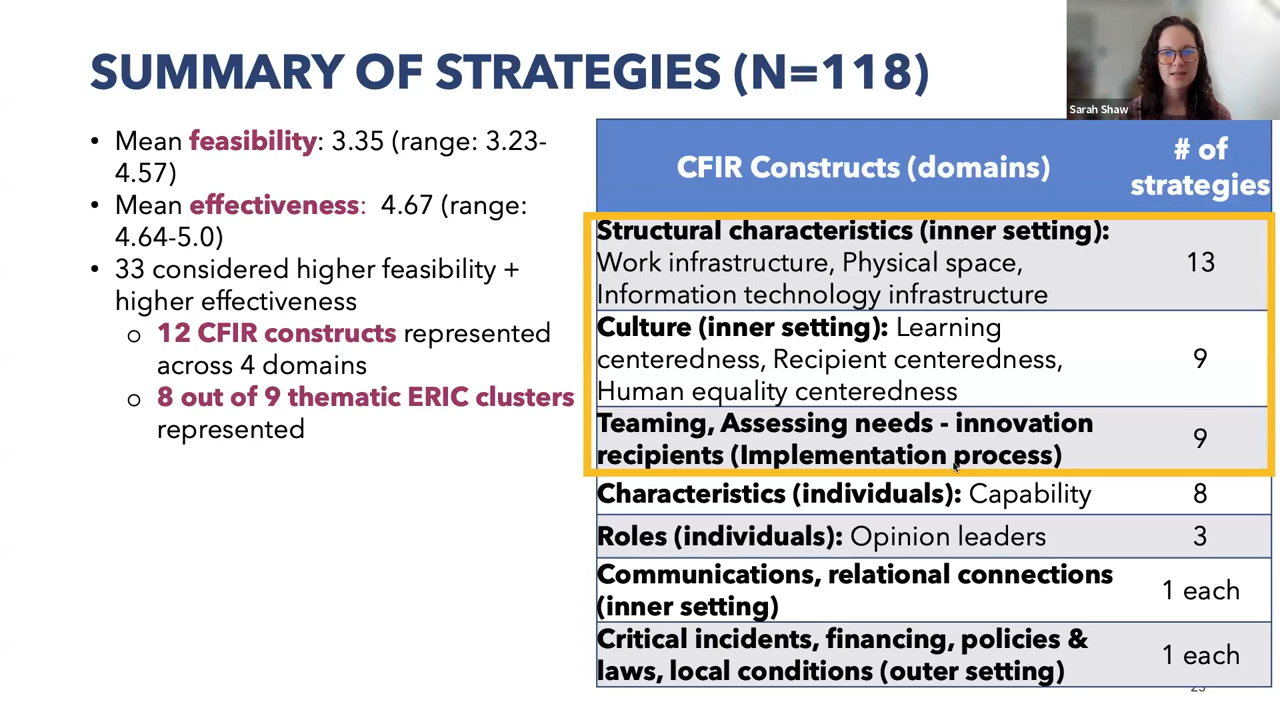 SUMMARY OF STRATEGIES (N=118)
Sarah Shaw
• Mean feasibility: 3.35 (range: 3.23-
4.57)
• Mean effectiveness: 4.67 (range:
4.64-5.0)
• 33 considered higher feasibility +
higher effectiveness
o 12 CFIR constructs represented
across 4 domains
o 8 out of 9 thematic ERIC clusters
represented
CFIR Constructs (domains)
# of
strategies
Structural characteristics (inner setting):
Work infrastructure, Physical space,
Information technology infrastructure
13
Culture (inner setting): Learning
centeredness, Recipient centeredness,
Human equality centeredness
9
Teaming, Assessing needs - innovation
recipients (Implementation process)
9
Characteristics (individuals): Capability
8
Roles (individuals): Opinion leaders
3
Communications, relational connections
(inner setting)
1 each
Critical incidents, financing, policies &
laws, local conditions (outer setting)
1 each